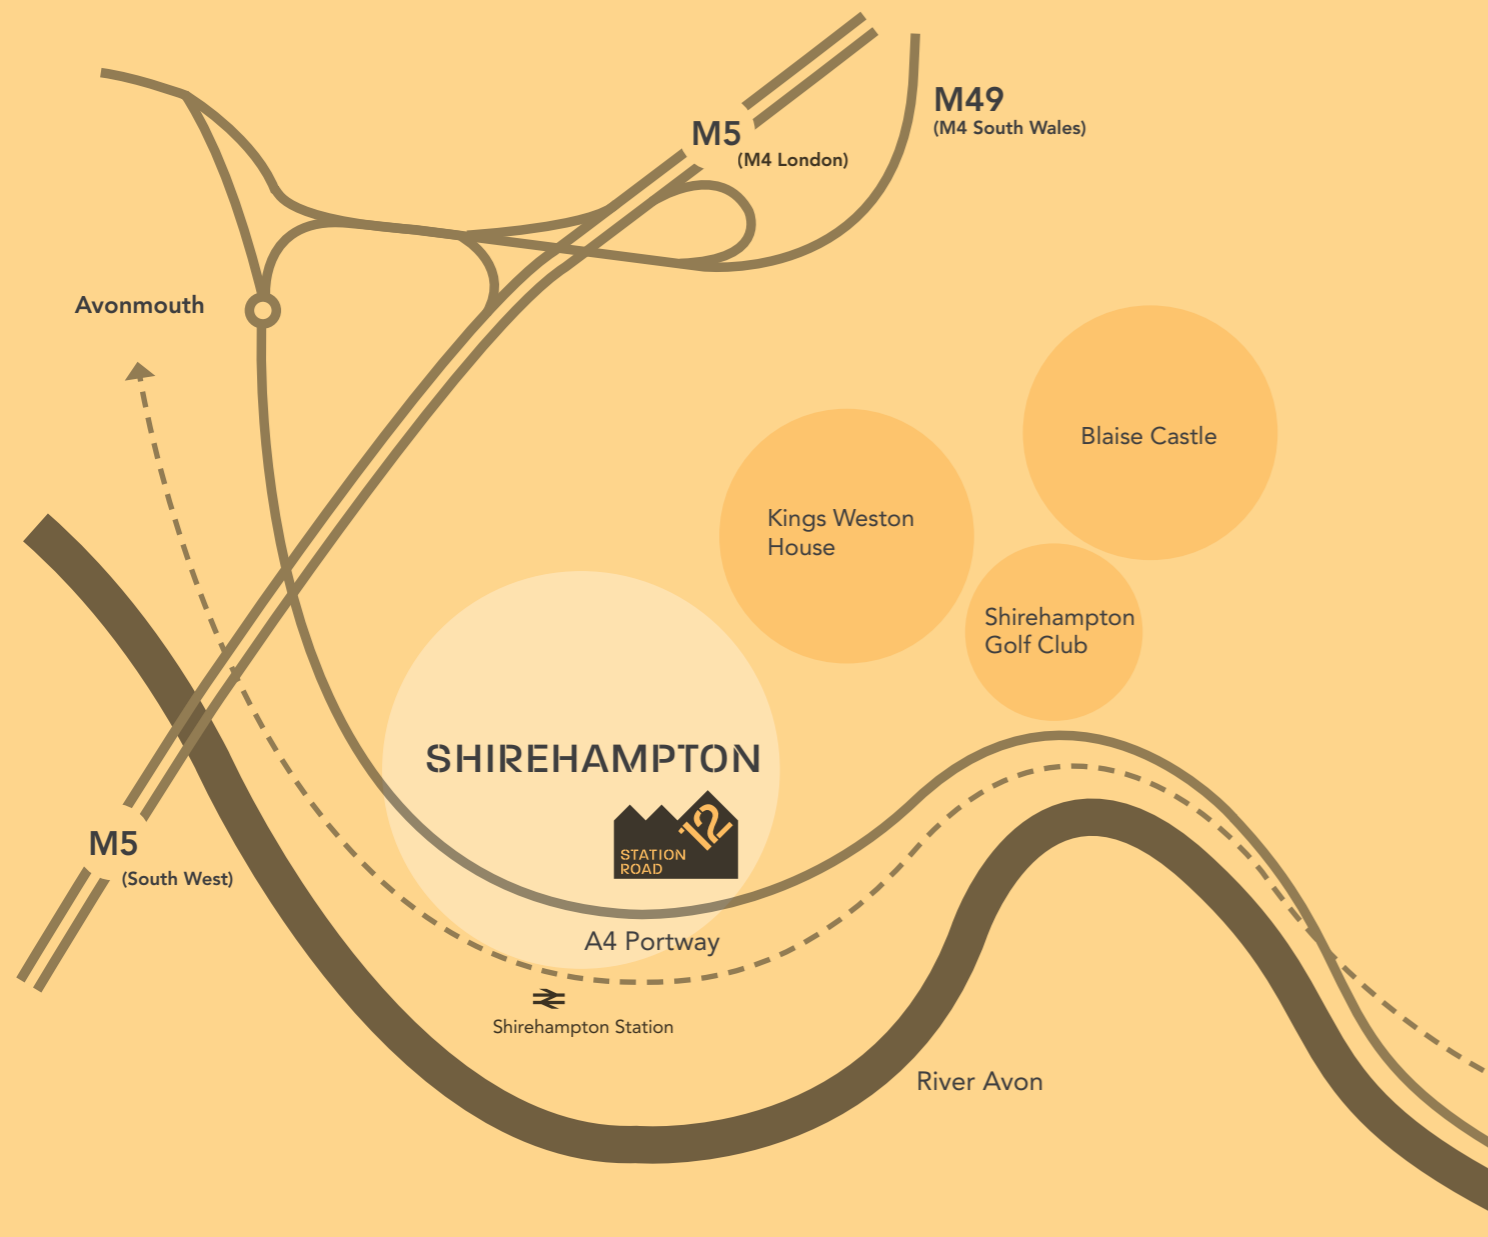 M49
(M4 South Wales)
M5
(M4 London)
Avonmouth
Blaise Castle
Kings Weston
House
Shirehampton
Golf Club
SHIREHAMPTON
12
STATION
ROAD
M5
(South West)
A4 Portway
Shirehampton Station
River Avon